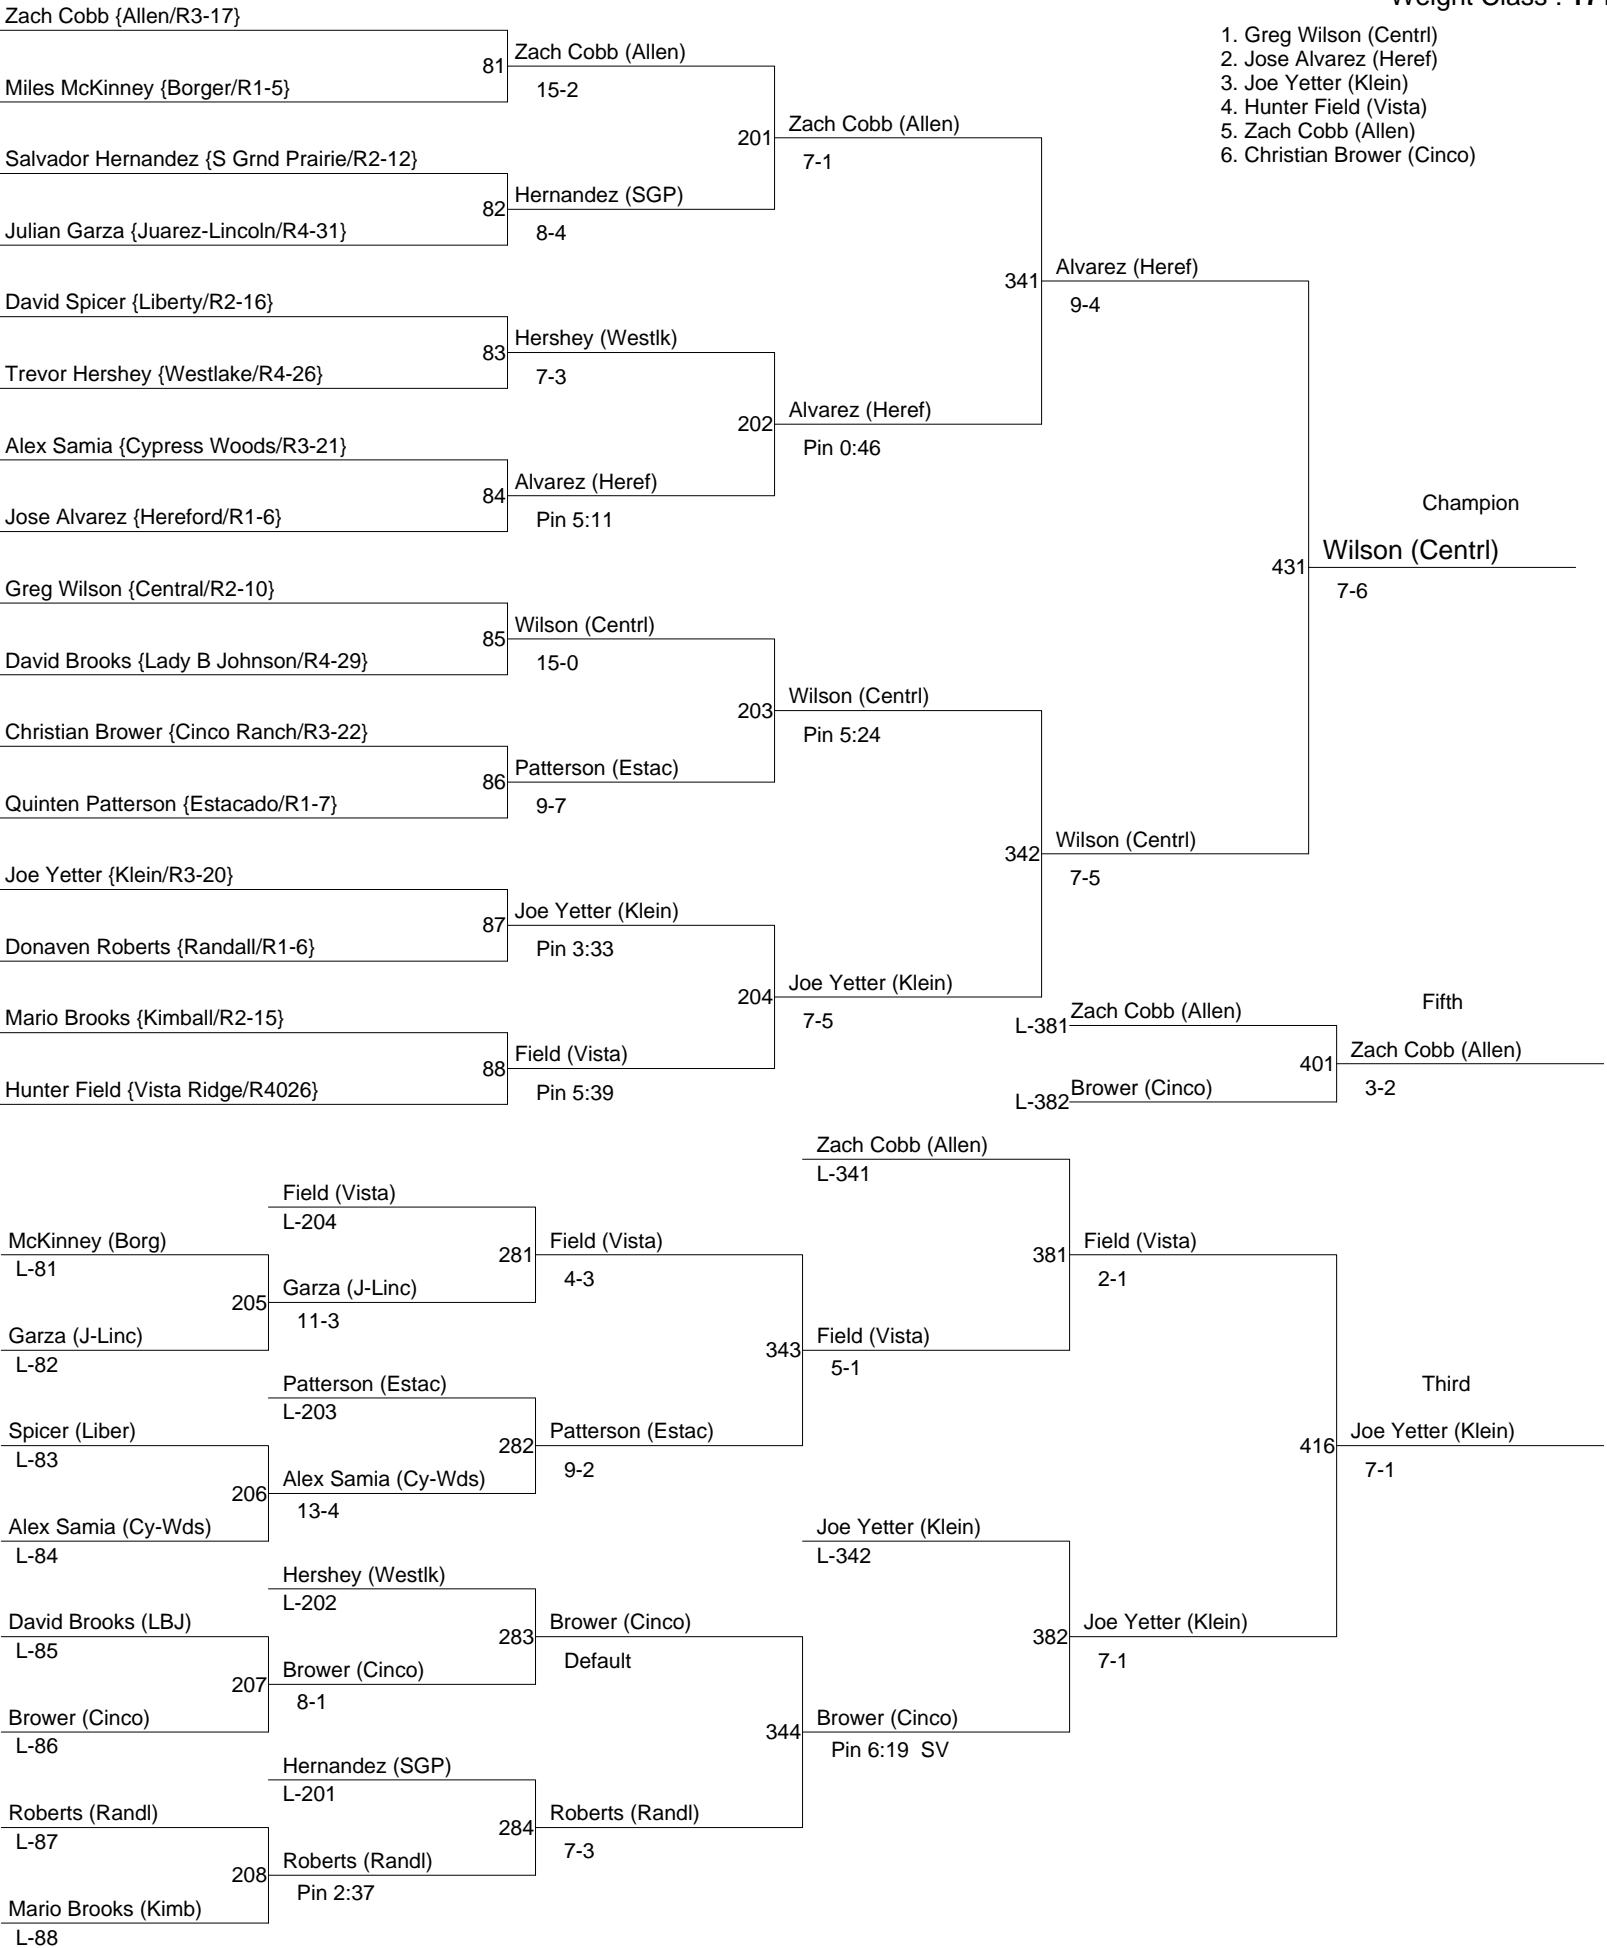 Weight Class : 171
1. Greg Wilson (Centrl)
2. Jose Alvarez (Heref)
3. Joe Yetter (Klein)
4. Hunter Field (Vista)
5. Zach Cobb (Allen)
6. Christian Brower (Cinco)
Zach Cobb {Allen/R3-17}
81
Zach Cobb (Allen)
15-2
Miles McKinney {Borger/R1-5}
201
Zach Cobb (Allen)
7-1
Salvador Hernandez {S Grnd Prairie/R2-12}
82
Hernandez (SGP)
8-4
Julian Garza {Juarez-Lincoln/R4-31}
341
Alvarez (Heref)
9-4
David Spicer {Liberty/R2-16}
83
Hershey (Westlk)
7-3
Trevor Hershey {Westlake/R4-26}
202
Alvarez (Heref)
Pin 0:46
Alex Samia {Cypress Woods/R3-21}
84
Alvarez (Heref)
Pin 5:11
Jose Alvarez {Hereford/R1-6}
Champion
431
Wilson (Centrl)
7-6
Greg Wilson {Central/R2-10}
85
Wilson (Centrl)
15-0
David Brooks {Lady B Johnson/R4-29}
203
Wilson (Centrl)
Pin 5:24
Christian Brower {Cinco Ranch/R3-22}
86
Patterson (Estac)
9-7
Quinten Patterson {Estacado/R1-7}
342
Wilson (Centrl)
7-5
Joe Yetter {Klein/R3-20}
87
Joe Yetter (Klein)
Pin 3:33
Donaven Roberts {Randall/R1-6}
204
Joe Yetter (Klein)
7-5
Mario Brooks {Kimball/R2-15}
88
Field (Vista)
Pin 5:39
Hunter Field {Vista Ridge/R4026}
Fifth
L-381
Zach Cobb (Allen)
401
Zach Cobb (Allen)
3-2
L-382
Brower (Cinco)
Zach Cobb (Allen)
L-341
Field (Vista)
L-204
McKinney (Borg)
L-81
281
Field (Vista)
4-3
381
Field (Vista)
2-1
205
Garza (J-Linc)
11-3
Garza (J-Linc)
L-82
343
Field (Vista)
5-1
Patterson (Estac)
L-203
Third
Spicer (Liber)
L-83
282
Patterson (Estac)
9-2
416
Joe Yetter (Klein)
7-1
206
Alex Samia (Cy-Wds)
13-4
Alex Samia (Cy-Wds)
L-84
Joe Yetter (Klein)
L-342
Hershey (Westlk)
L-202
David Brooks (LBJ)
L-85
283
Brower (Cinco)
Default
382
Joe Yetter (Klein)
7-1
207
Brower (Cinco)
8-1
Brower (Cinco)
L-86
344
Brower (Cinco)
Pin 6:19 SV
Hernandez (SGP)
L-201
Roberts (Randl)
L-87
284
Roberts (Randl)
7-3
208
Roberts (Randl)
Pin 2:37
Mario Brooks (Kimb)
L-88